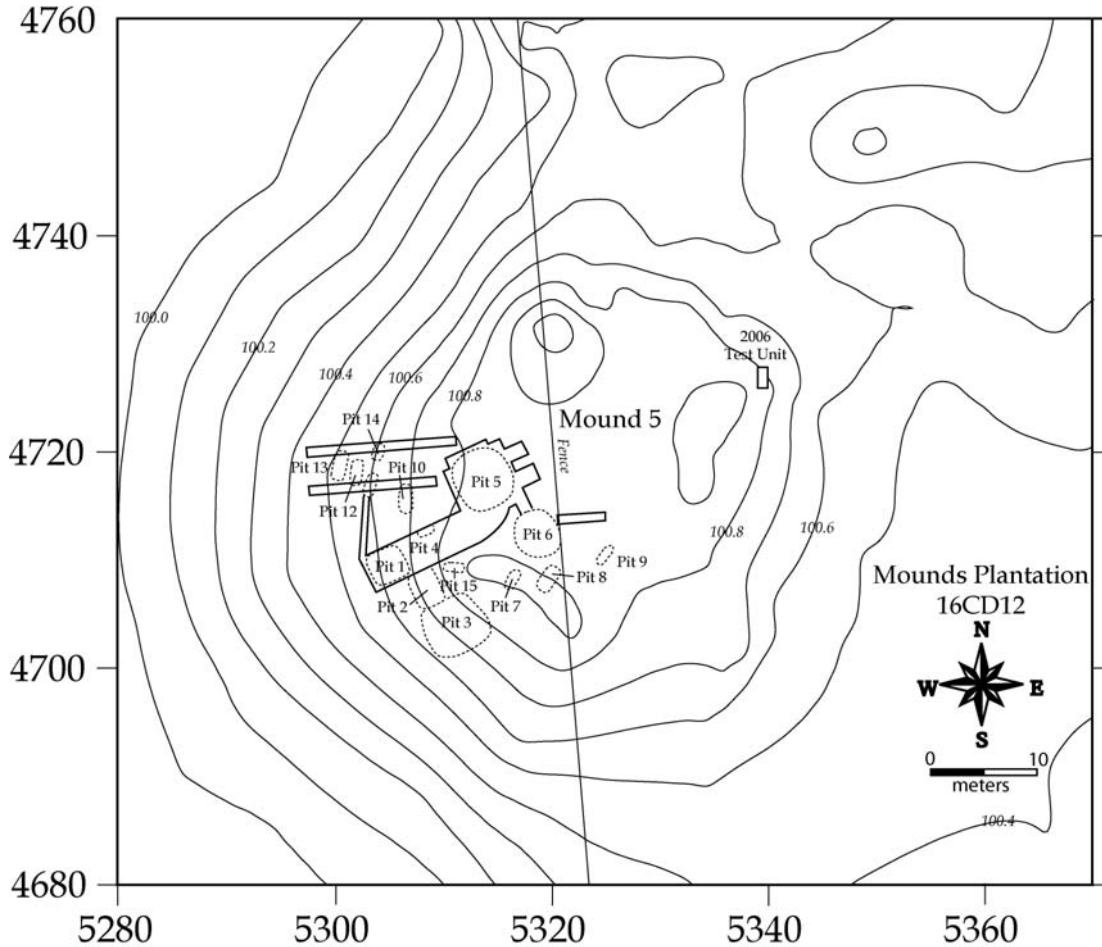 4760
4740
4720
4700
4680
5280
5300
5320
5340
5360
100.0
100.2
100.4
100.6
100.8
2006
Test Unit
Mound 5
Fence
Pit 14
Pit 13
Pit 10
Pit 12
Pit 5
Pit 6
Pit 4
Pit 1
Pit 9
Pit 8
Pit 15
Pit 7
Pit 2
Pit 3
100.8
100.6
Mounds Plantation
16CD12
N
W
E
S
0
10
meters
100.4